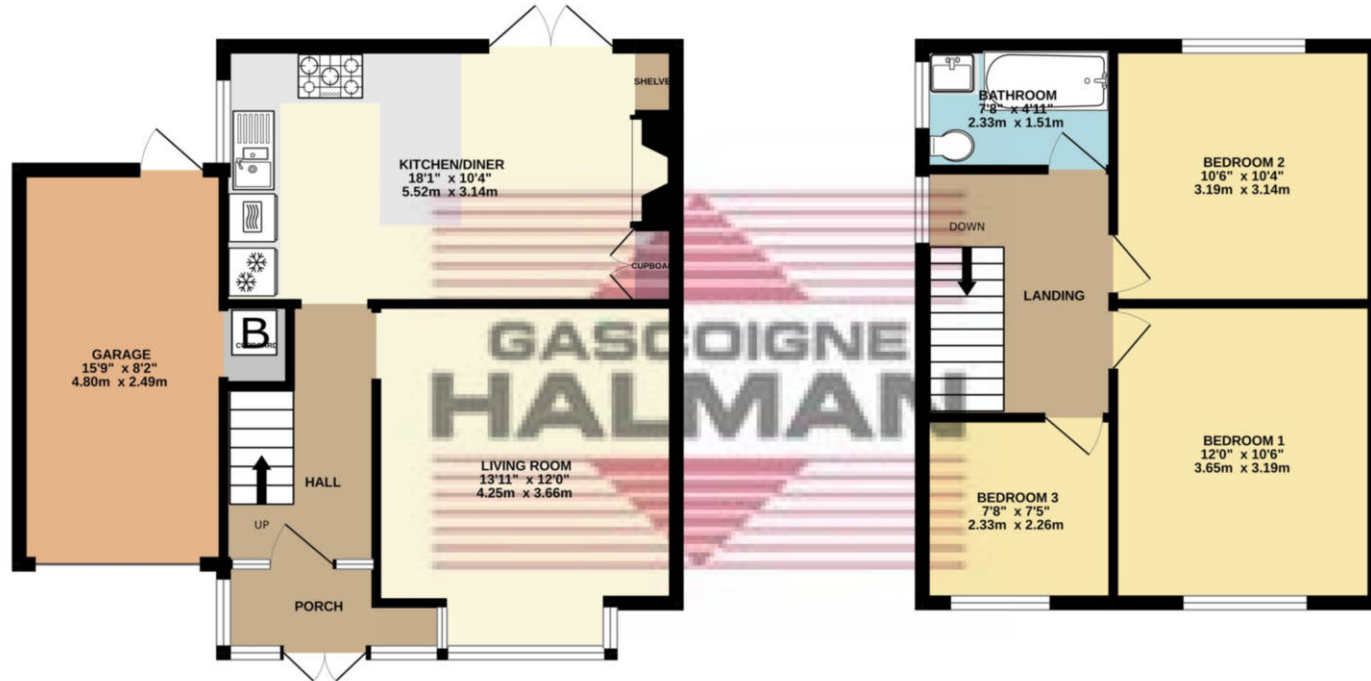 KITCHEN/DINER
18'1" x 10'4"
5.52m x 3.14m
SHELVE
CUPBOAR
GARAGE
15'9" x 8'2"
4.80m x 2.49m
B
HALL
UP
LIVING ROOM
13'11" x 12'0"
4.25m x 3.66m
PORCH
GASCOIGNE
HALMAN
BATHROOM
7'8" x 4'11"
2.33m x 1.51m
BEDROOM 2
10'6" x 10'4"
3.19m x 3.14m
DOWN
LANDING
BEDROOM 1
12'0" x 10'6"
3.65m x 3.19m
BEDROOM 3
7'8" x 7'5"
2.33m x 2.26m